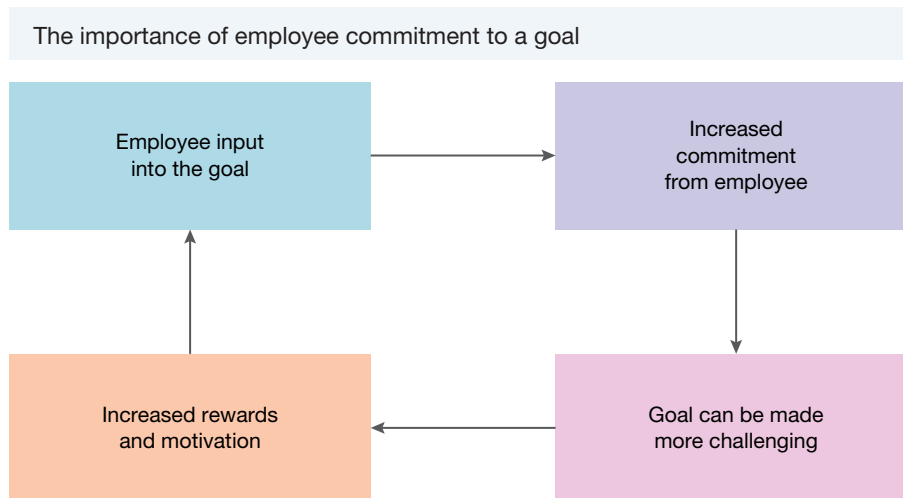 The importance of employee commitment to a goal
Employee input
into the goal
Increased
commitment
from employee
Increased rewards
and motivation
Goal can be made
more challenging